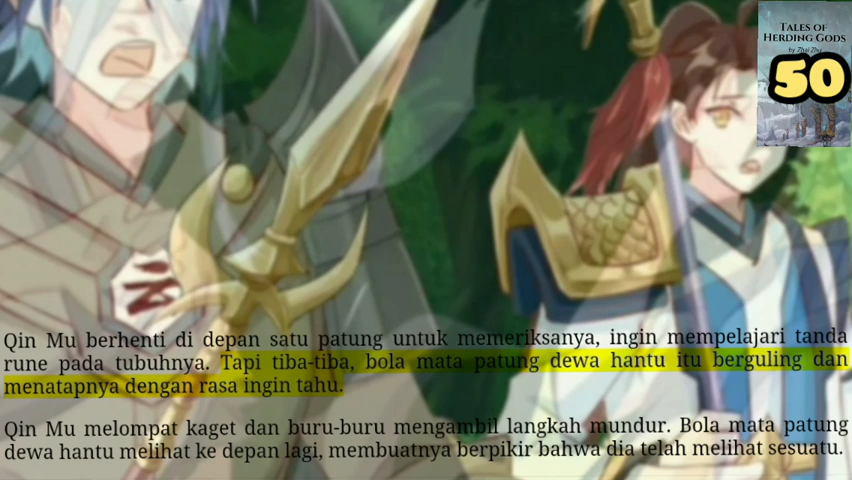 TALES OF
HERDING GODS
by Zhai Zhu
50
Qin Mu berhenti di depan satu patung untuk memeriksanya, ingin mempelajari tanda
rune pada tubuhnya. Tapi tiba-tiba, bola mata patung dewa hantu itu berguling dan
menatapnya dengan rasa ingin tahu.
Qin Mu melompat kaget dan buru-buru mengambil langkah mundur. Bola mata patung
dewa hantu melihat ke depan lagi, membuatnya berpikir bahwa dia telah melihat sesuatu.